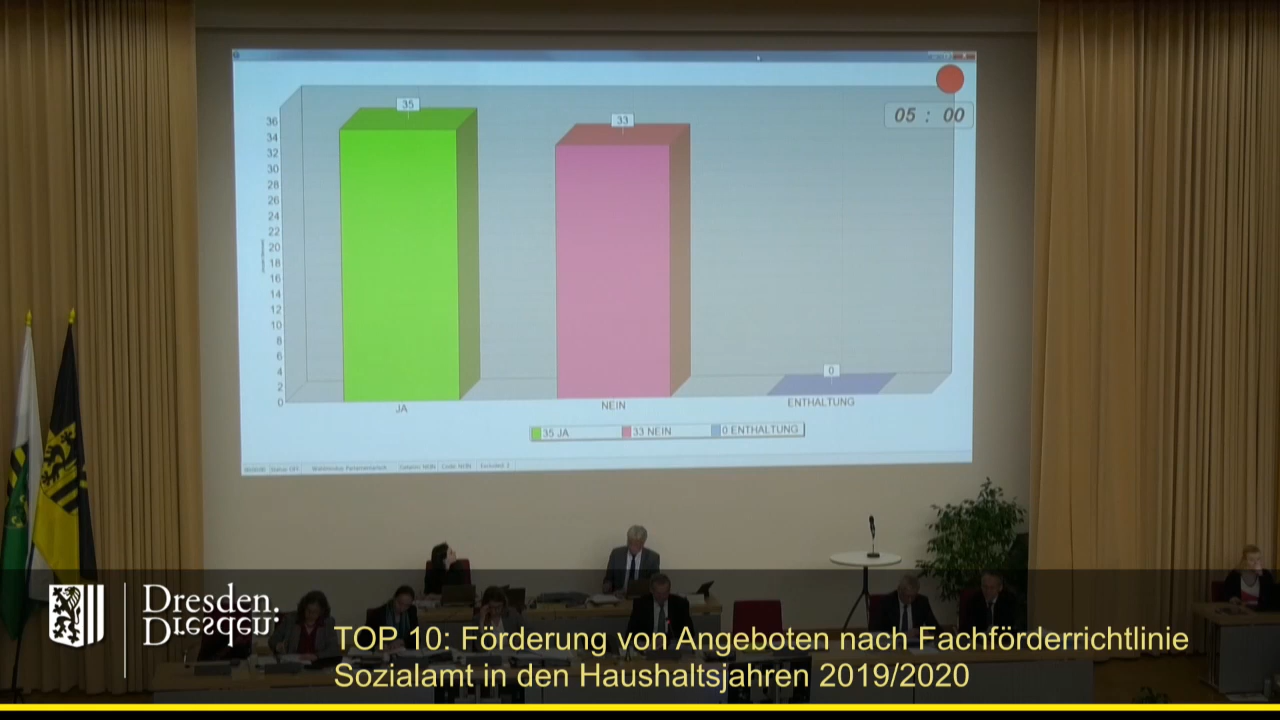 35
33
0
05 : 00
36
34
32
30
28
26
24
22
20
18
16
14
12
10
8
6
4
2
0
JA
NEIN
ENTHALTUNG
35 JA
33 NEIN
0 ENTHALTUNG
Dresden.
Dresden.
TOP 10: Förderung von Angeboten nach Fachförderrichtlinie
Sozialamt in den Haushaltsjahren 2019/2020